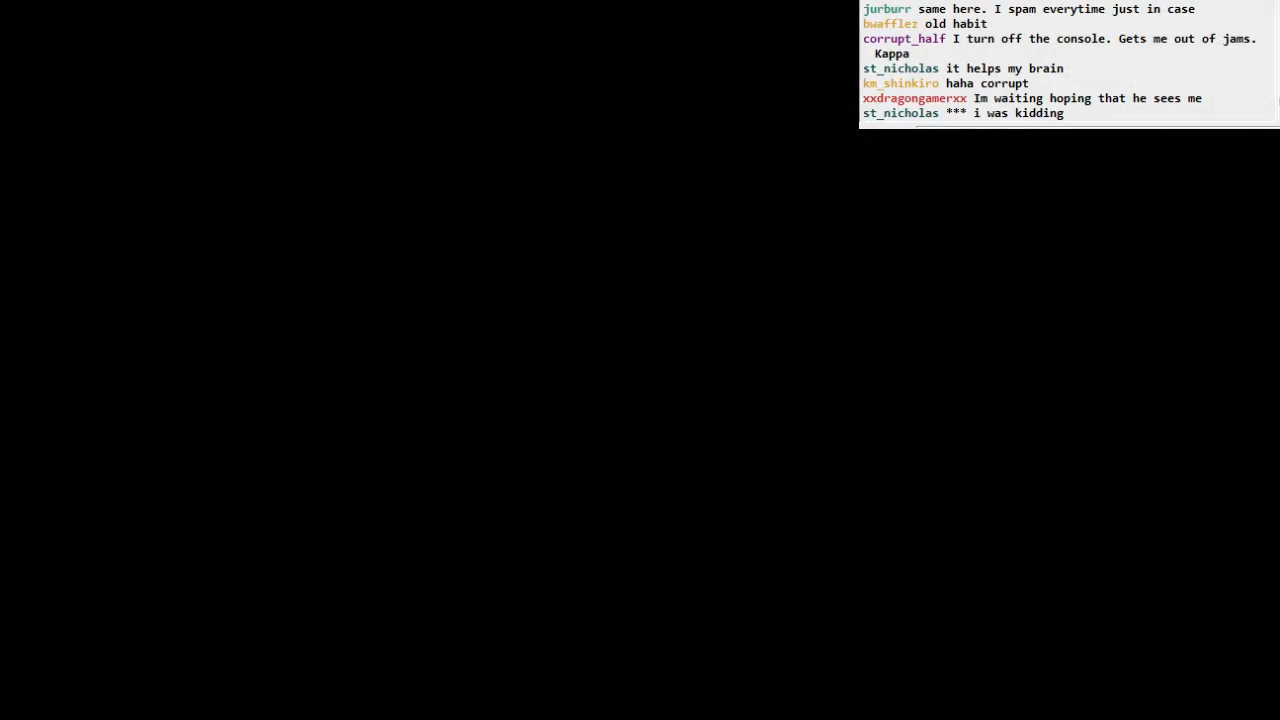 jurburr same here. I spam everytime just in case
bwafflez old habit
corrupt_half I turn off the console. Gets me out of jams.
Kappa
st_nicholas it helps my brain
km_shinkiro haha corrupt
xxdragongamerxx Im waiting hoping that he sees me
st_nicholas *** i was kidding